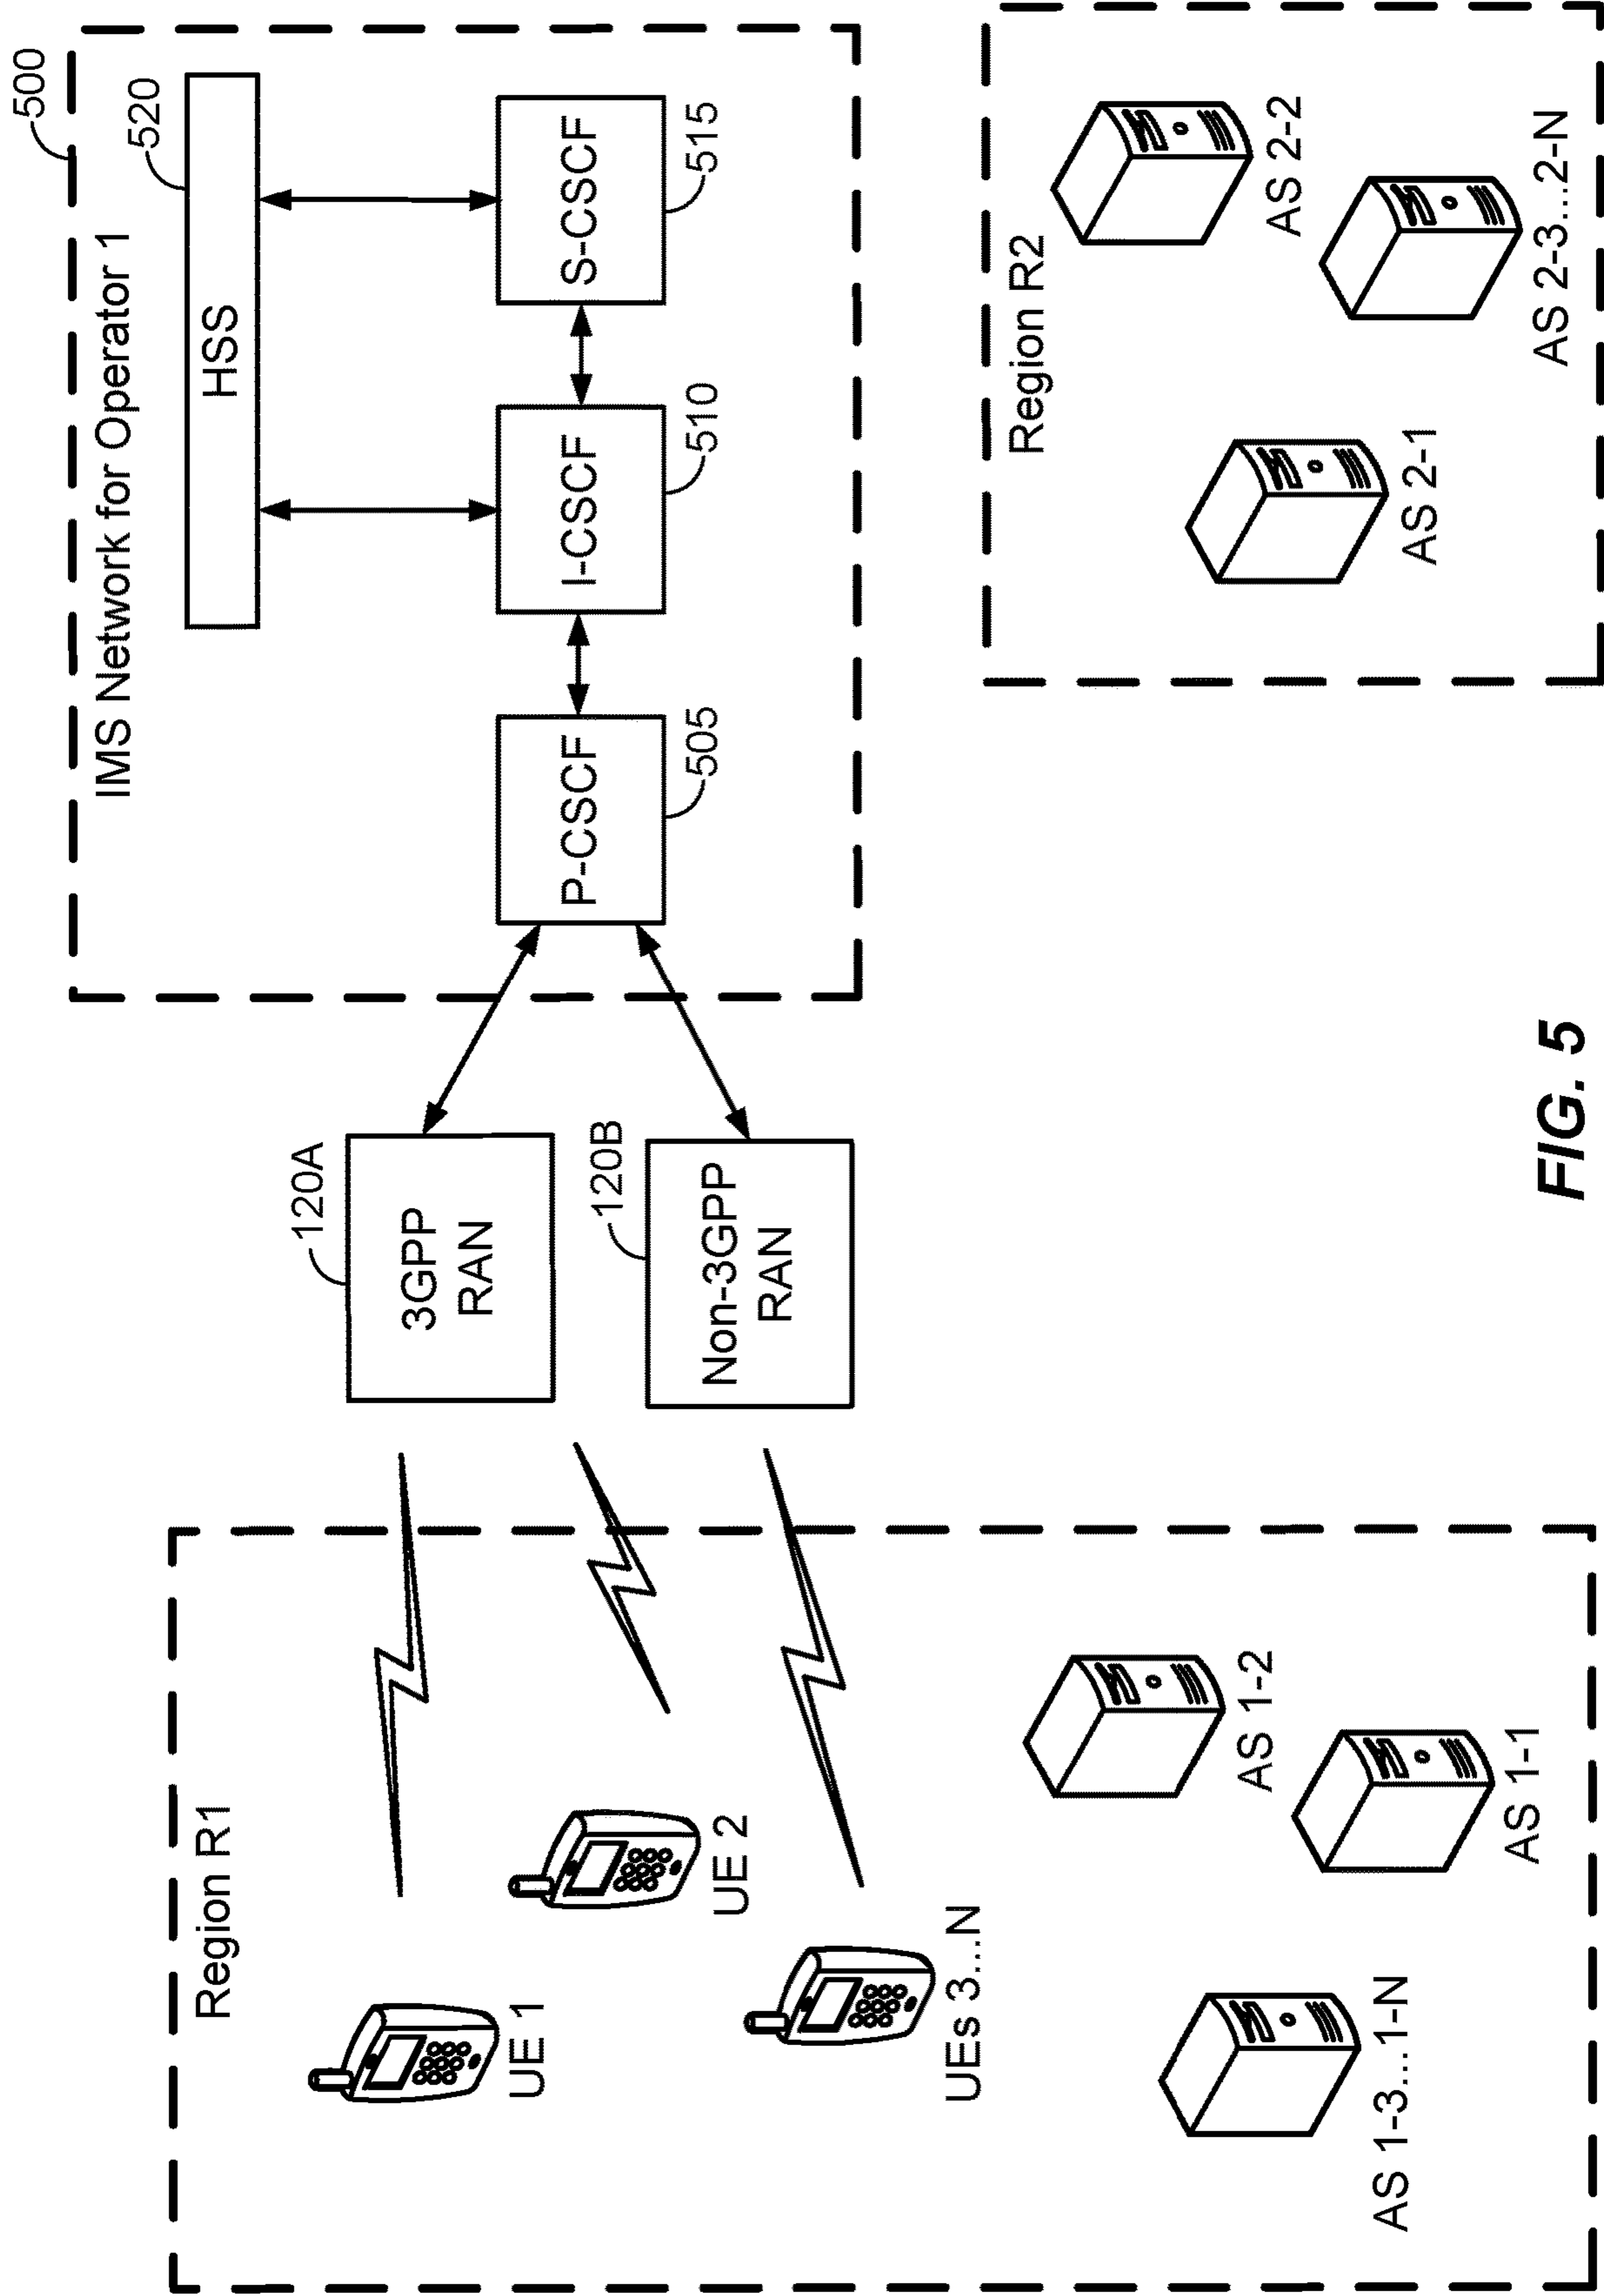 500
IMS Network for Operator 1
520
HSS
P-CSCF
505
I-CSCF
510
S-CSCF
515
120A
3GPP
RAN
120B
Non-3GPP
RAN
Region R1
UE 1
UE 2
UEs 3...N
AS 1-2
AS 1-1
AS 1-3...1-N
Region R2
AS 2-2
AS 2-1
AS 2-3...2-N
FIG. 5